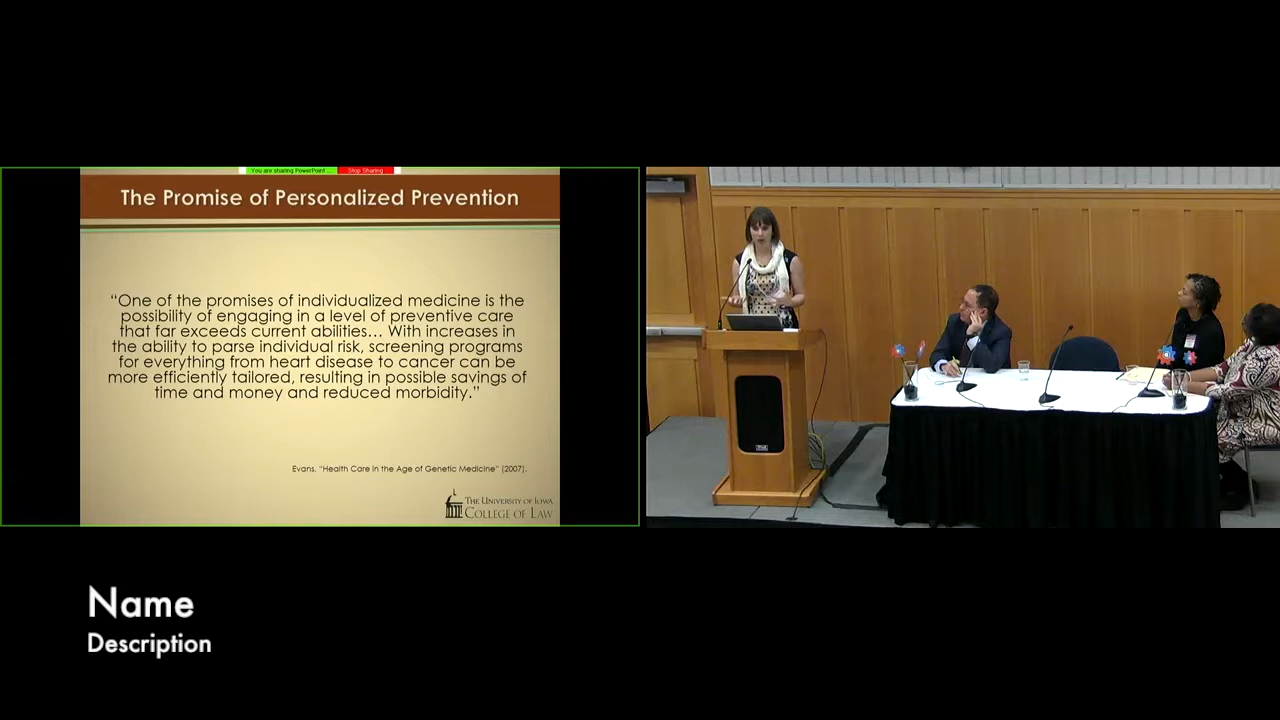 You are sharing PowerPoint ...
Stop Sharing
The Promise of Personalized Prevention
“One of the promises of individualized medicine is the
possibility of engaging in a level of preventive care
that far exceeds current abilities… With increases in
the ability to parse individual risk, screening programs
for everything from heart disease to cancer can be
more efficiently tailored, resulting in possible savings of
time and money and reduced morbidity.”
Evans, “Health Care in the Age of Genetic Medicine” (2007).
THE UNIVERSITY OF IOWA
COLLEGE OF LAW
Name
Description